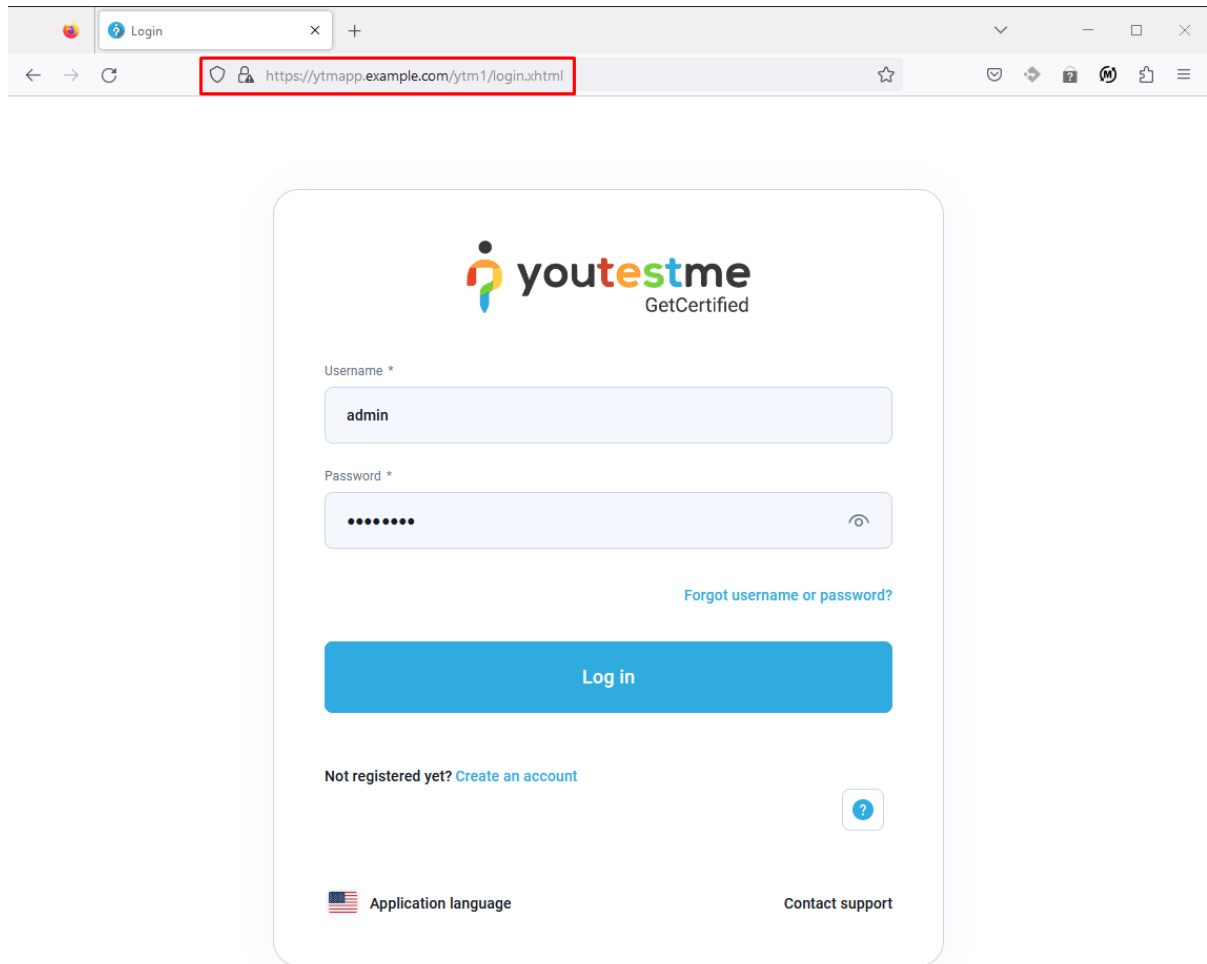 Login
https://ytmapp.example.com/ytm1/login.xhtml
youtestme
GetCertified
Username *
admin
Password *
••••••••
Forgot username or password?
Log in
Not registered yet? Create an account
?
Application language
Contact support